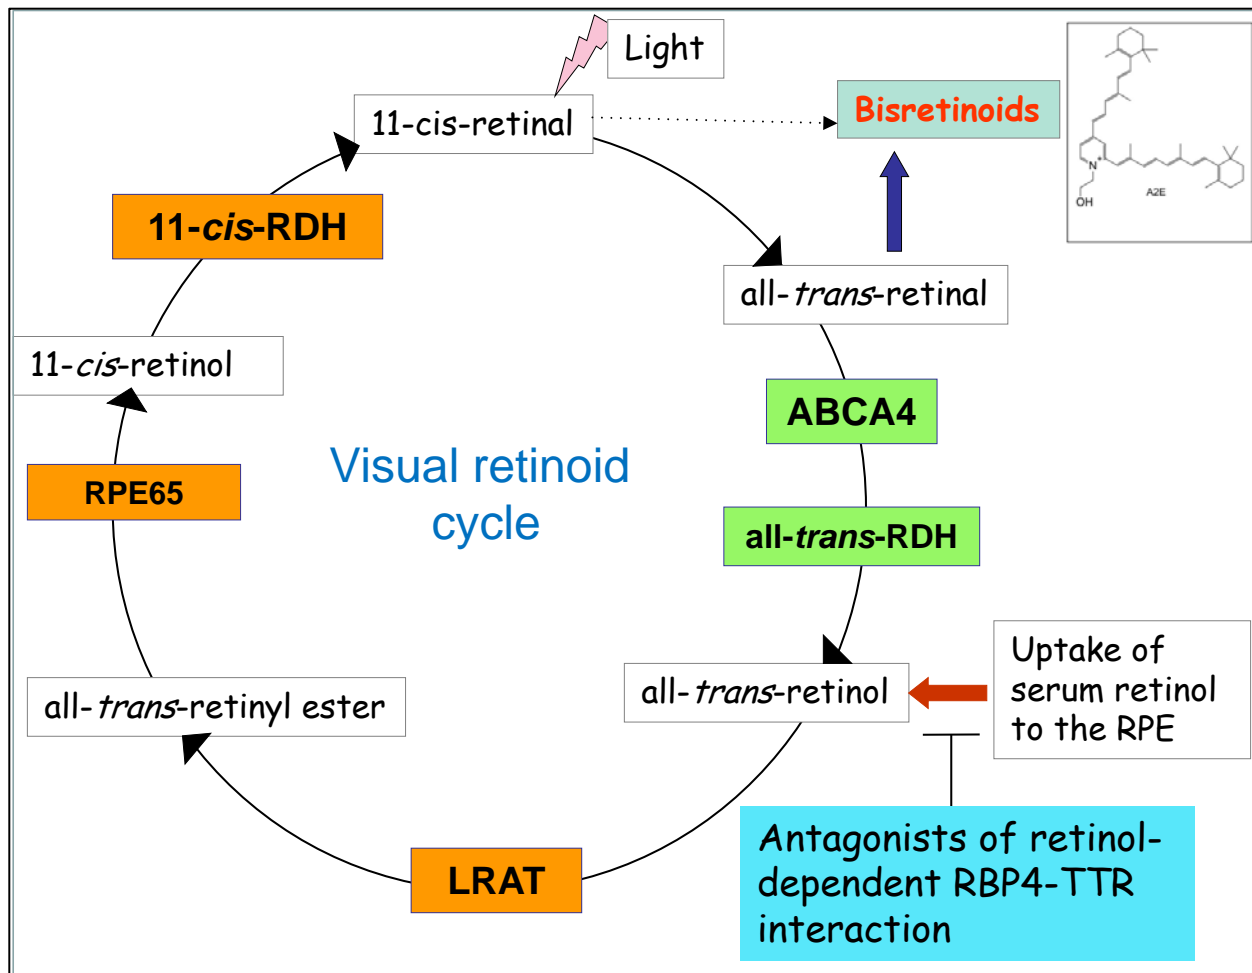 Light
11-cis-retinal
Bisretinoids
N+
OH
A2E
11-cis-RDH
all-trans-retinal
11-cis-retinol
ABCA4
Visual retinoid
cycle
RPE65
all-trans-RDH
all-trans-retinol
Uptake of
serum retinol
to the RPE
all-trans-retinyl ester
LRAT
Antagonists of retinol-
dependent RBP4-TTR
interaction